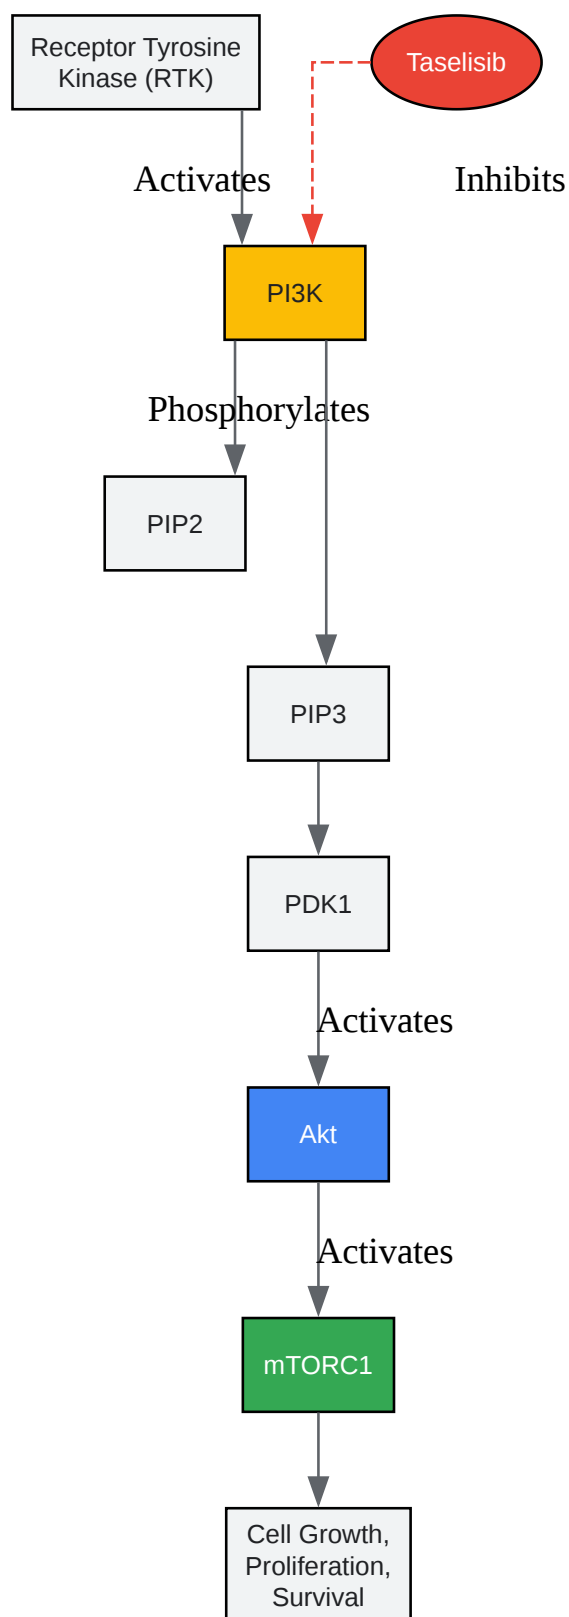 Receptor Tyrosine
Kinase (RTK)
Taselisib
Activates
Inhibits
PI3K
Phosphorylates
PIP2
PIP3
PDK1
Activates
Akt
Activates
mTORC1
Cell Growth,
Proliferation,
Survival